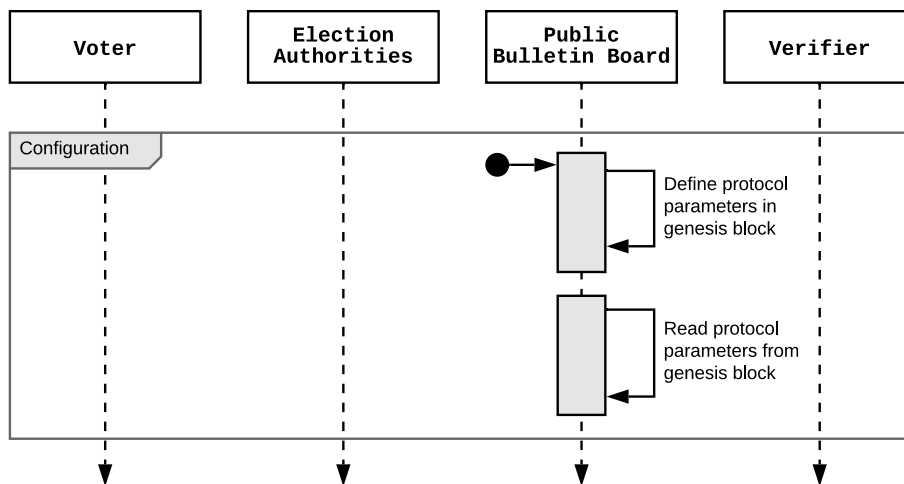 Voter
Election
Authorities
Public
Bulletin Board
Verifier
Configuration
Define protocol
parameters in
genesis block
Read protocol
parameters from
genesis block